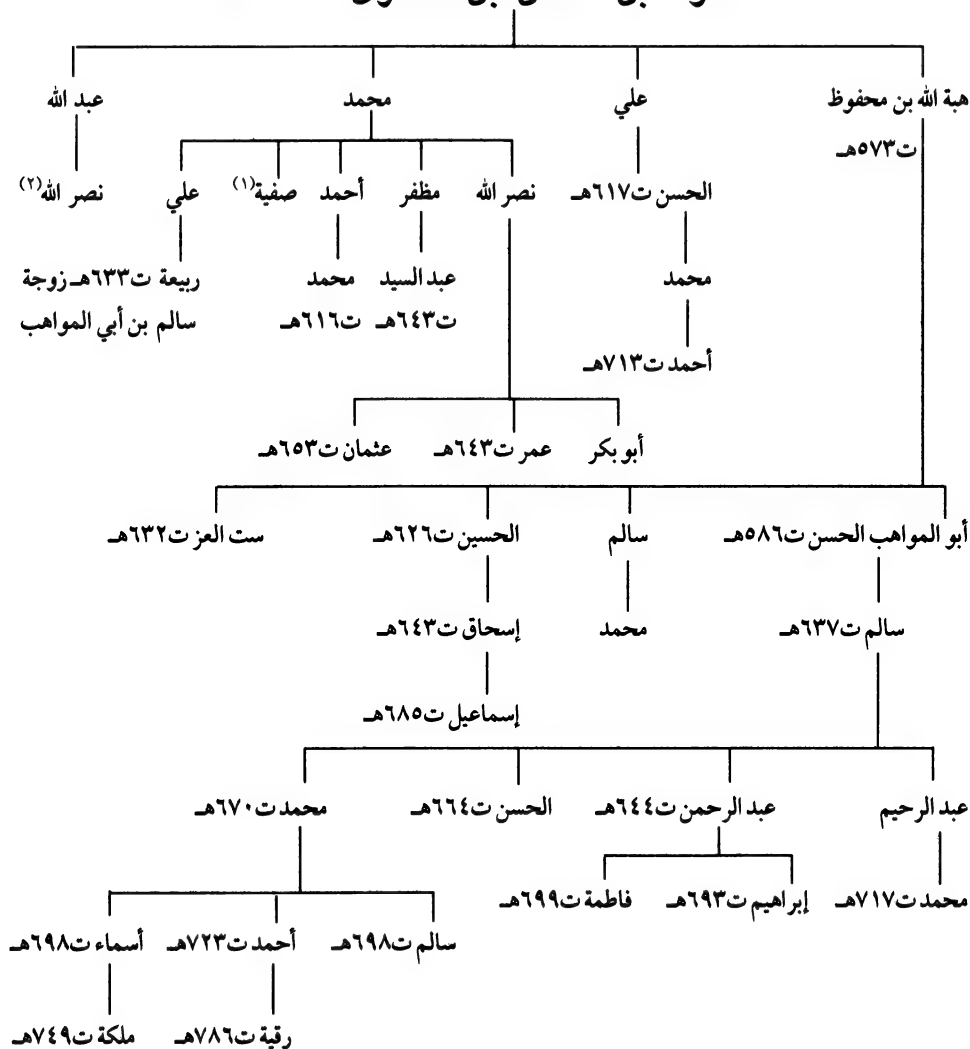 هبة الله بن محفوظ علي محمد عبد الله
ت٥٧٣هـ
الحسن ت٦١٧هـ نصر الله مظفر أحمد صفية(١) علي نصر الله(٢)
محمد عبد السيد محمد ربيعة ت٦٣٣هـ زوجة
ت٦٤٣هـ ت٦١٦هـ سالم بن أبي المواهب
أحمد ت٧١٣هـ
أبو بكر عمر ت٦٤٣هـ عثمان ت٦٥٣هـ
أبو المواهب الحسن ت٥٨٦هـ سالم الحسين ت٦٢٦هـ ست العز ت٦٣٢هـ
سالم ت٦٣٧هـ محمد إسحاق ت٦٤٣هـ
إسماعيل ت٦٨٥هـ
عبد الرحيم عبد الرحمن ت٦٤٤هـ الحسن ت٦٦٤هـ محمد ت٦٧٠هـ
محمد ت٧١٧هـ إبراهيم ت٦٩٣هـ فاطمة ت٦٩٩هـ
سالم ت٦٩٨هـ أحمد ت٧٢٣هـ أسماء ت٦٩٨هـ
رقية ت٧٨٦هـ ملكة ت٧٤٩هـ